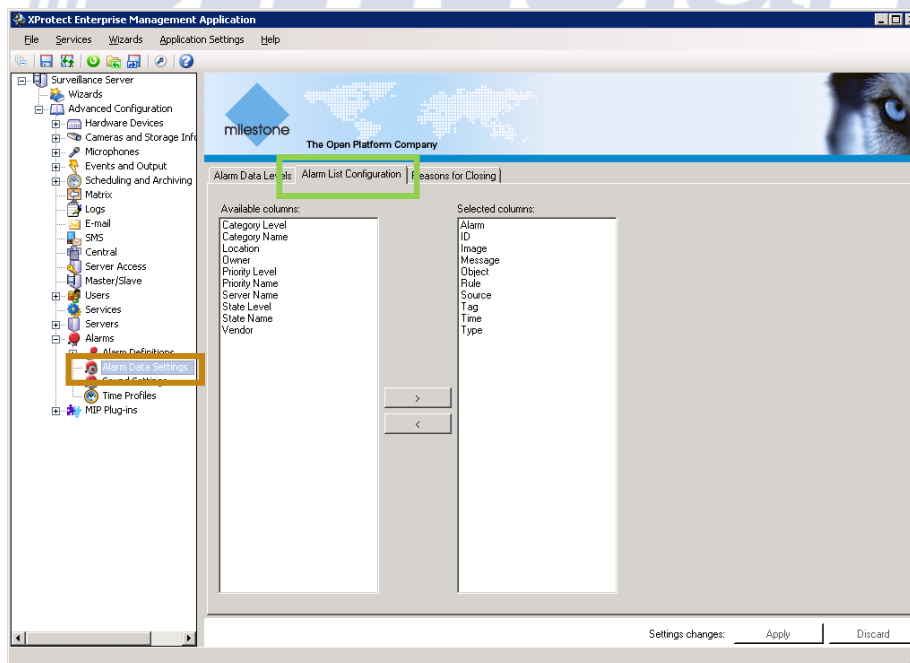 XProtect Enterprise Management Application
File Services Wizards Application Settings Help
Surveillance Server
Wizards
Advanced Configuration
Hardware Devices
Cameras and Storage Info
Microphones
Events and Output
Scheduling and Archiving
Matrix
Logs
E-mail
SMS
Central
Server Access
Master/Slave
Users
Services
Servers
Alarms
Alarm Definitions
Alarm Data Settings
Sound Settings
Time Profiles
MIP Plug-ins
milestone
The Open Platform Company
Alarm Data Levels Alarm List Configuration Reasons for Closing
Available columns:
Category Level
Category Name
Location
Owner
Priority Level
Priority Name
Server Name
State Level
State Name
Vendor
>
<
Selected columns:
Alarm
ID
Image
Message
Object
Rule
Source
Tag
Time
Type
Settings changes: Apply Discard